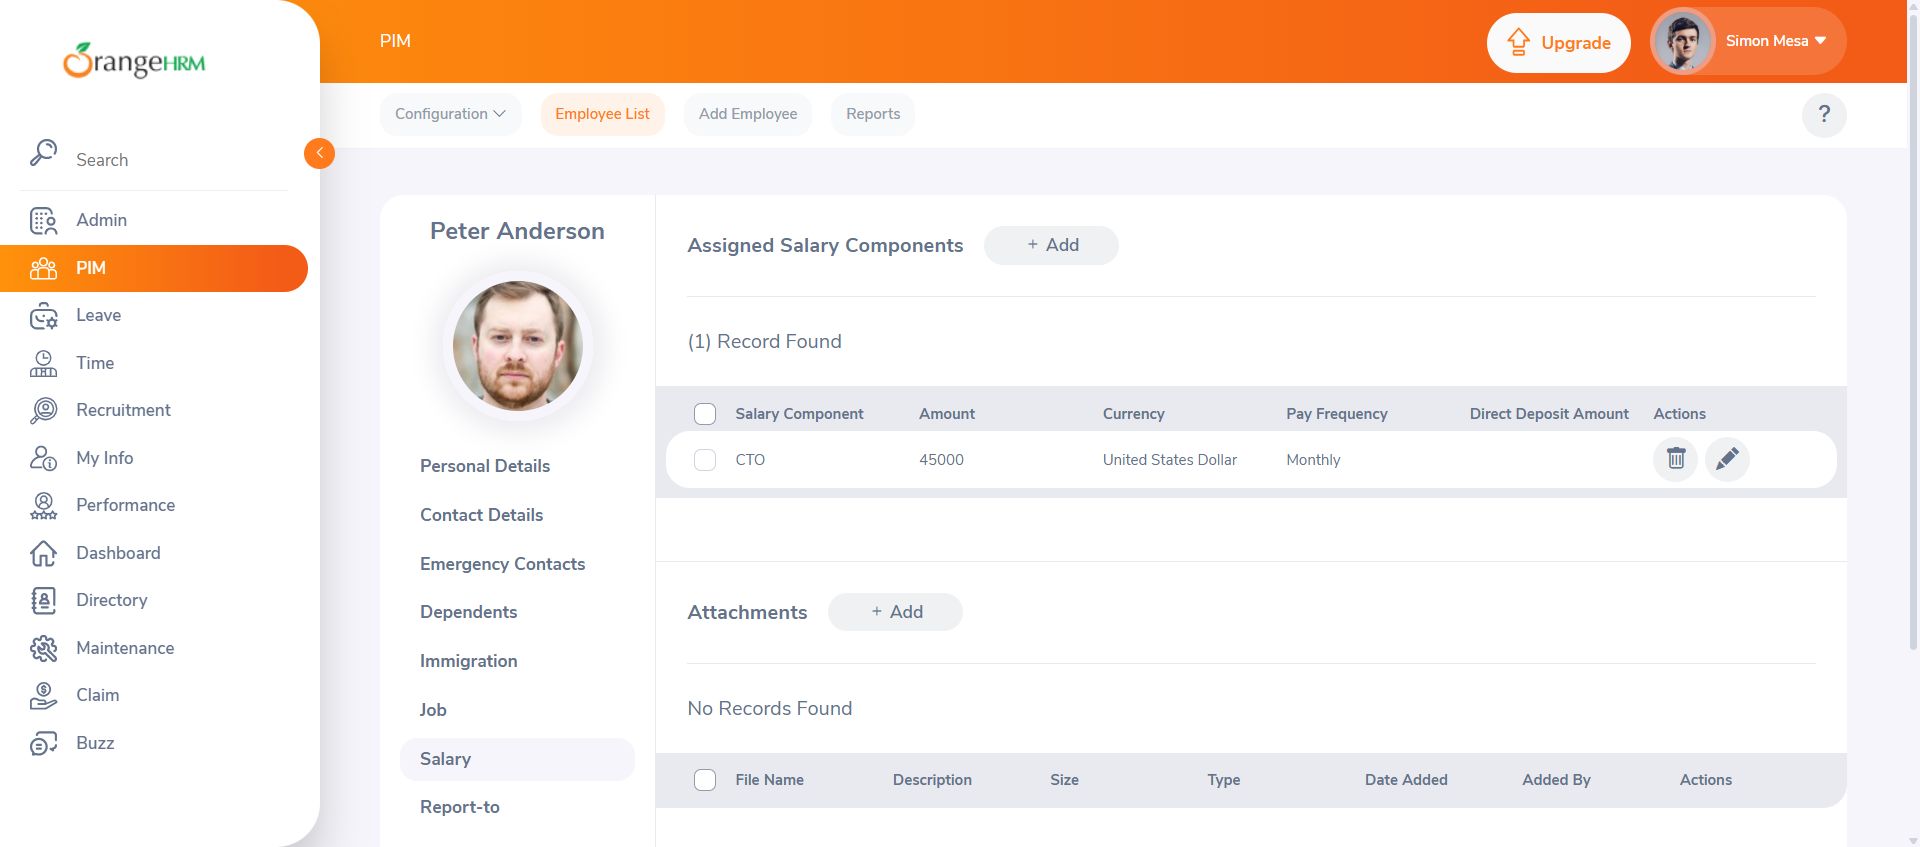 OrangeHRM
PIM
Upgrade
Simon Mesa
Configuration
Employee List
Add Employee
Reports
?
Search
Admin
PIM
Leave
Time
Recruitment
My Info
Performance
Dashboard
Directory
Maintenance
Claim
Buzz
Peter Anderson
Personal Details
Contact Details
Emergency Contacts
Dependents
Immigration
Job
Salary
Report-to
Assigned Salary Components
+ Add
(1) Record Found
Salary Component Amount Currency Pay Frequency Direct Deposit Amount Actions
CTO 45000 United States Dollar Monthly
Attachments
+ Add
No Records Found
File Name Description Size Type Date Added Added By Actions